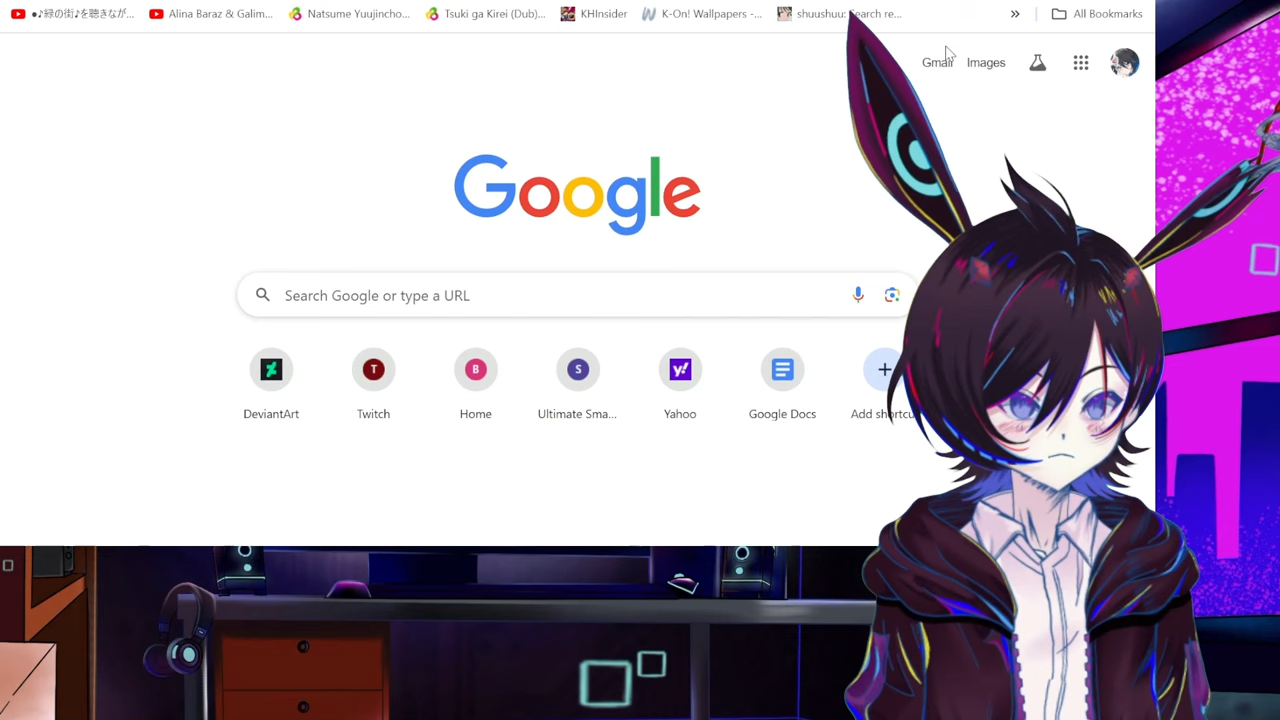 ●♪緑の街♪を聴きなが...
Alina Baraz & Galim...
Natsume Yuujincho...
Tsuki ga Kirei (Dub)...
KHInsider
K-On! Wallpapers -...
shuushuu: Search re...
»
All Bookmarks
Gmail
Images
Google
Search Google or type a URL
T
B
S
y!
+
DeviantArt
Twitch
Home
Ultimate Sma...
Yahoo
Google Docs
Add shortcu